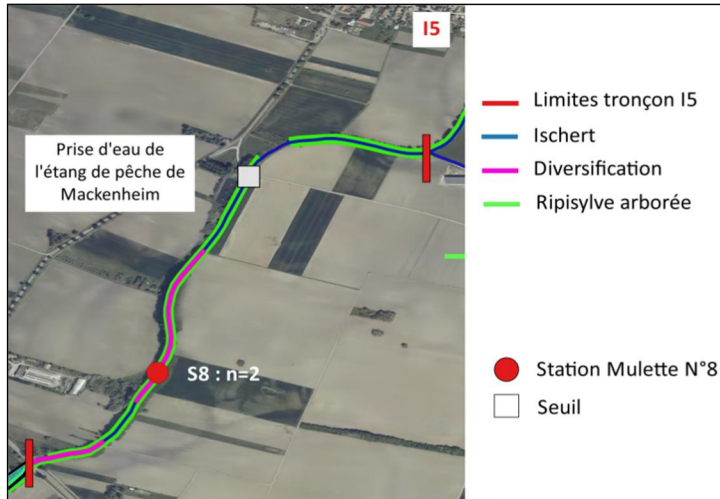 I5
Prise d'eau de
l'étang de pêche de
Mackenheim
S8 : n=2
Limites tronçon I5
Ischert
Diversification
Ripisylve arborée
Station Mulette N°8
Seuil